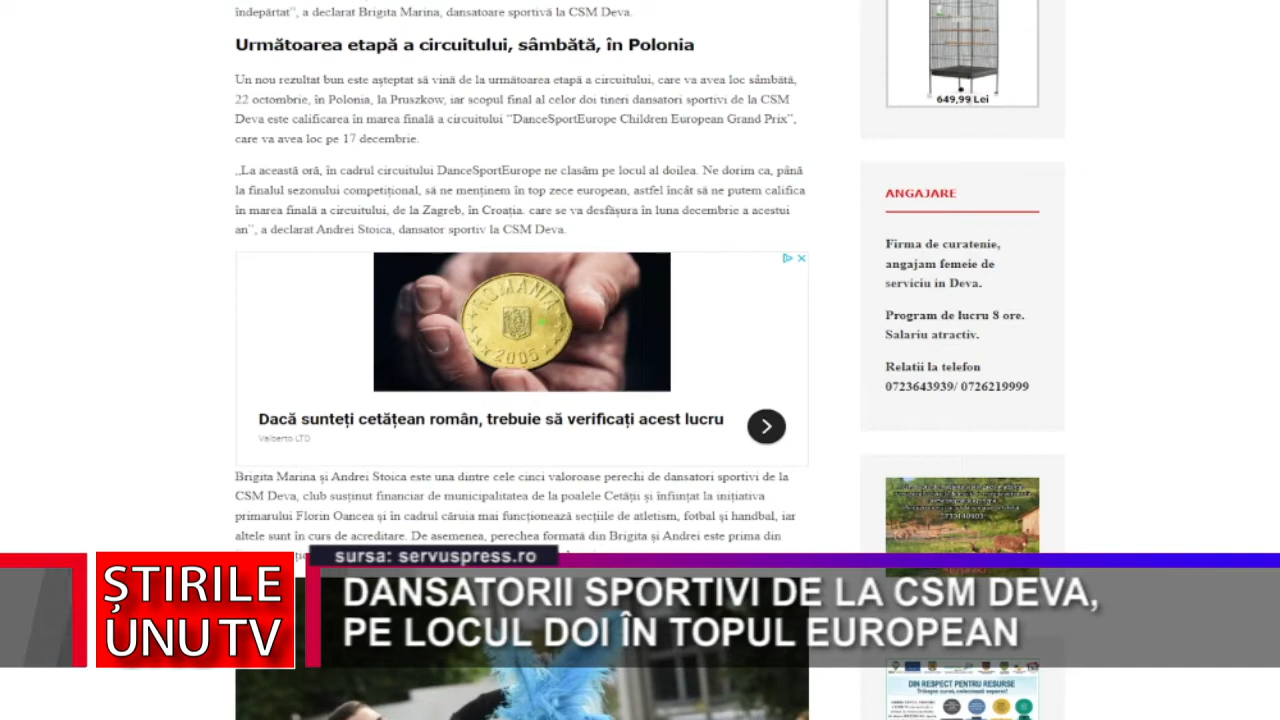 îndepărtat”, a declarat Brigita Marina, dansatoare sportivă la CSM Deva.
Următoarea etapă a circuitului, sâmbătă, în Polonia
Un nou rezultat bun este așteptat să vină de la următoarea etapă a circuitului, care va avea loc sâmbătă,
22 octombrie, în Polonia, la Pruszkow, iar scopul final al celor doi tineri dansatori sportivi de la CSM
Deva este calificarea în marea finală a circuitului “DanceSportEurope Children European Grand Prix”,
care va avea loc pe 17 decembrie.
„La această oră, în cadrul circuitului DanceSportEurope ne clasăm pe locul al doilea. Ne dorim ca, până
la finalul sezonului competițional, să ne menținem în top zece european, astfel încât să ne putem califica
în marea finală a circuitului, de la Zagreb, în Croația. care se va desfășura în luna decembrie a acestui
an”, a declarat Andrei Stoica, dansator sportiv la CSM Deva.
ROMANIA
2005
Dacă sunteți cetățean român, trebuie să verificați acest lucru
Valberto LTD
Brigita Marina și Andrei Stoica este una dintre cele cinci valoroase perechi de dansatori sportivi de la
CSM Deva, club susținut financiar de municipalitatea de la poalele Cetății și înființat la inițiativa
primarului Florin Oancea și în cadrul căruia mai funcționează secțiile de atletism, fotbal și handbal, iar
altele sunt în curs de acreditare. De asemenea, perechea formată din Brigita și Andrei este prima din
649,99 Lei
ANGAJARE
Firma de curatenie,
angajam femeie de
serviciu in Deva.
Program de lucru 8 ore.
Salariu atractiv.
Relatii la telefon
0723643939/ 0726219999
sursa: servuspress.ro
ȘTIRILE
UNU TV
DANSATORII SPORTIVI DE LA CSM DEVA,
PE LOCUL DOI ÎN TOPUL EUROPEAN
DIN RESPECT PENTRU RESURSE